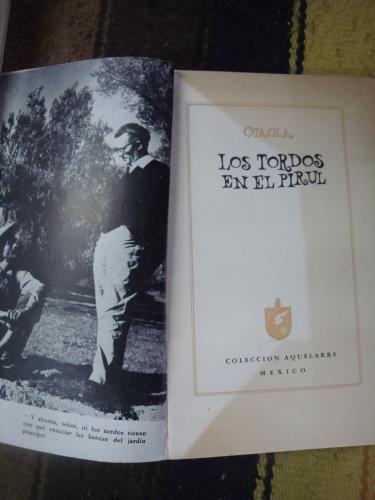 - Y ahorita, señor, ni los tordos tienen
con qué ensuciar las bancas del jardín
principal ...
OTAOLA
LOS TORDOS
EN EL PIRUL
COLECCION AQUELARRE
MEXICO